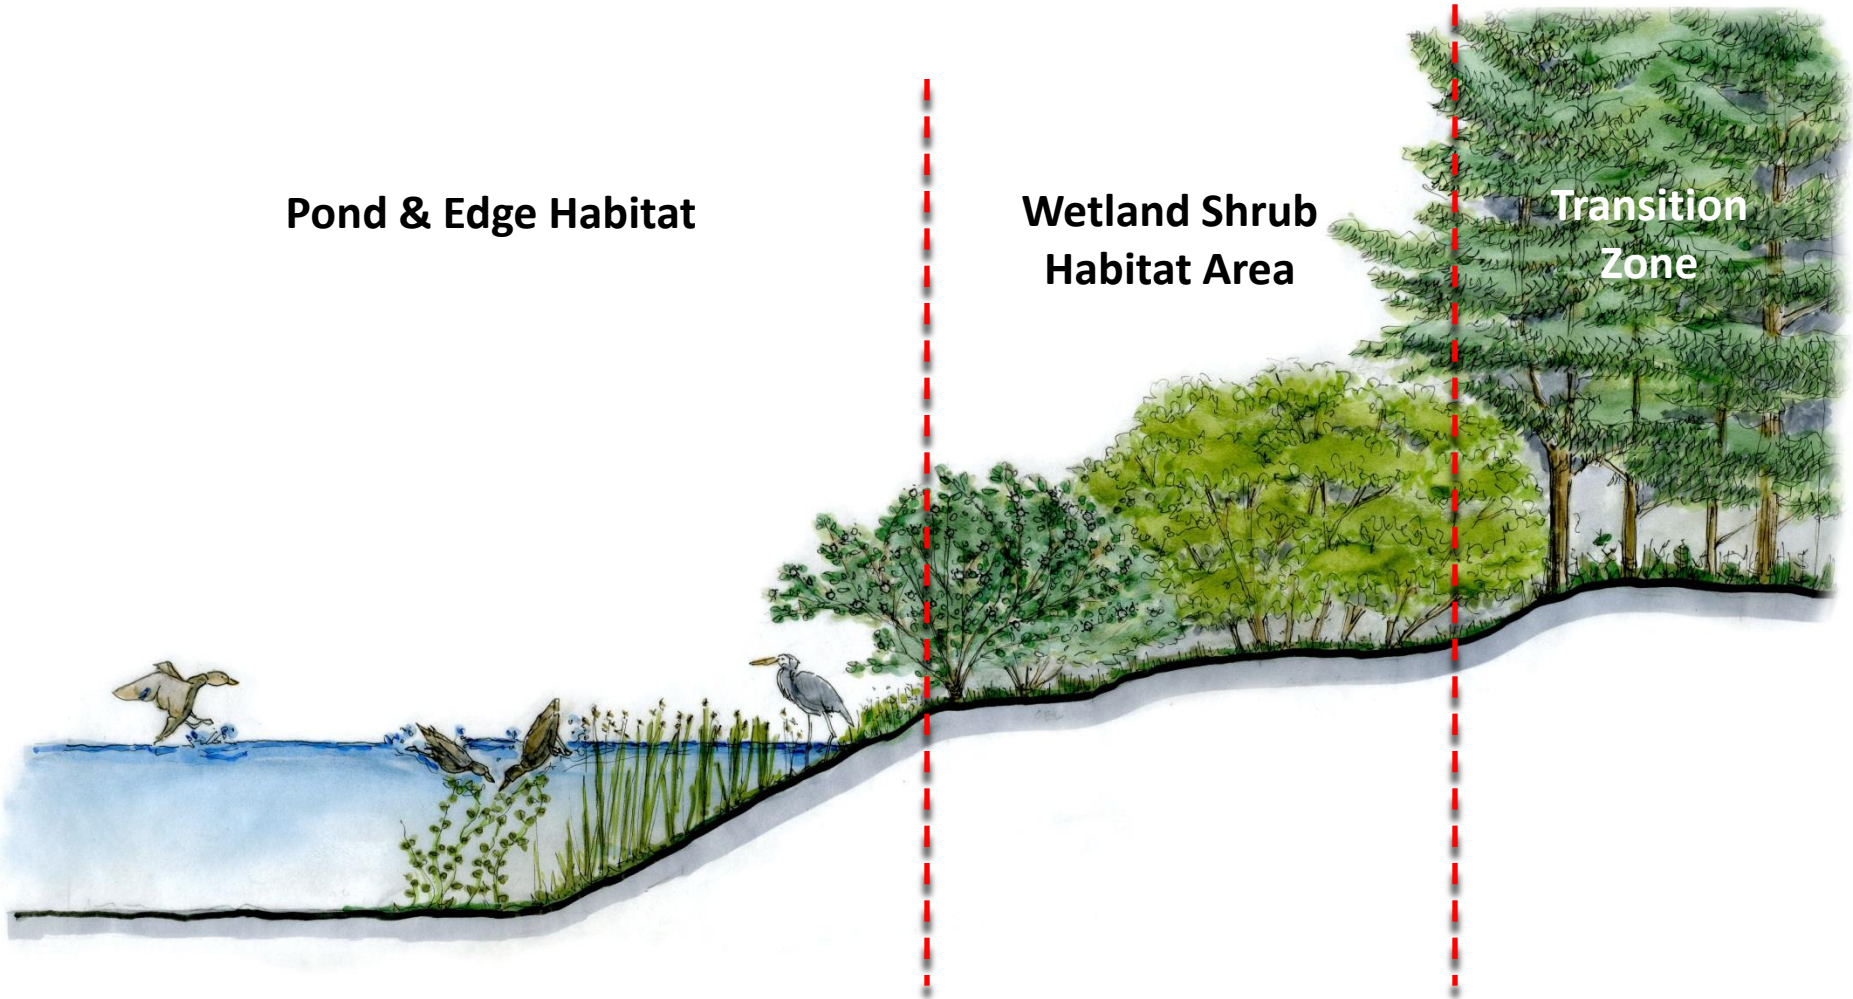 Pond & Edge Habitat
Wetland Shrub
Habitat Area
Transition
Zone